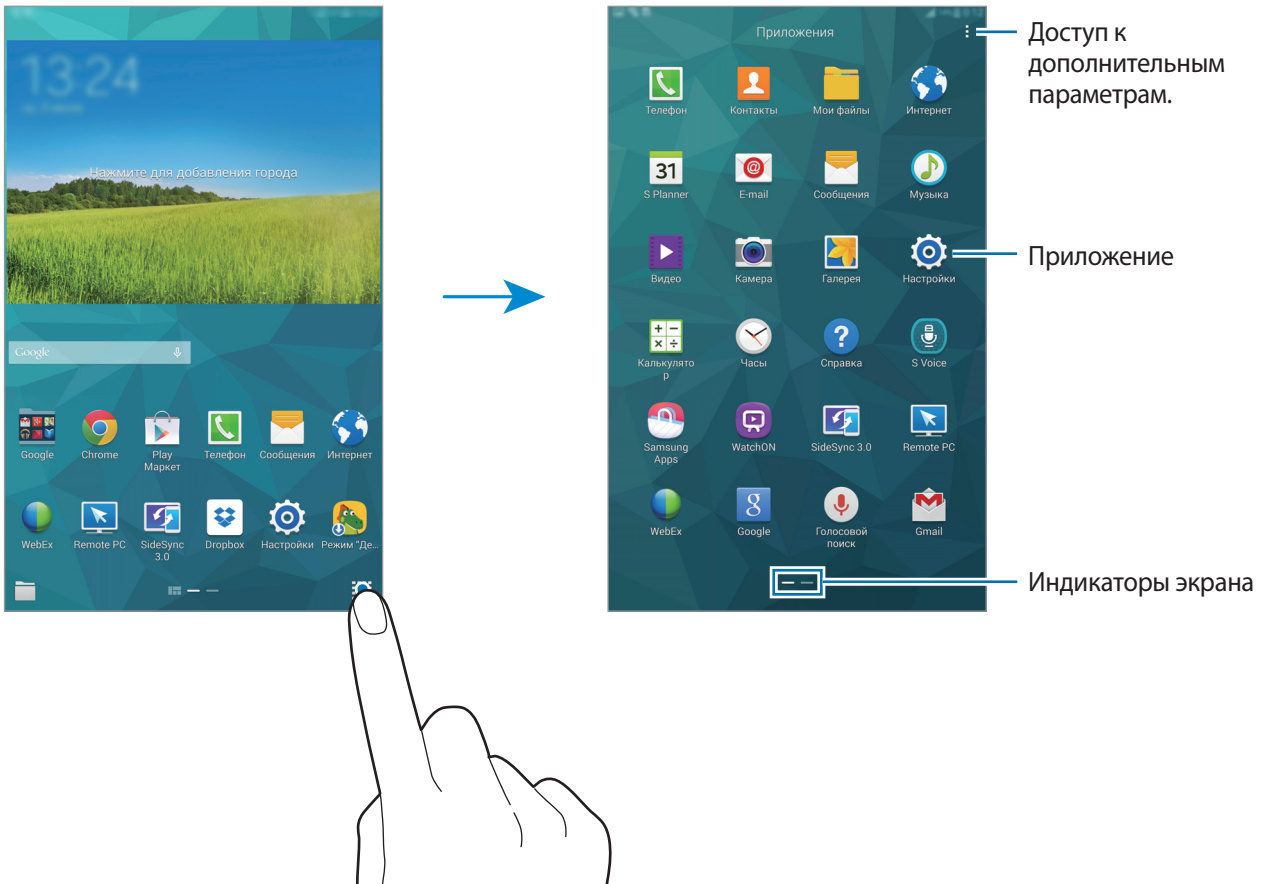 13:24
Нажмите для добавления города
Google
Google
Chrome
Play
Маркет
Телефон
Сообщения
Интернет
WebEx
Remote PC
SideSync
3.0
Dropbox
Настройки
Режим "Де...
Приложения
Телефон
Контакты
Мои файлы
Интернет
31
S Planner
E-mail
Сообщения
Музыка
Видео
Камера
Галерея
Настройки
Калькулято
р
Часы
Справка
S Voice
Samsung
Apps
WatchON
SideSync 3.0
Remote PC
WebEx
Google
Голосовой
поиск
Gmail
Доступ к
дополнительным
параметрам.
Приложение
Индикаторы экрана